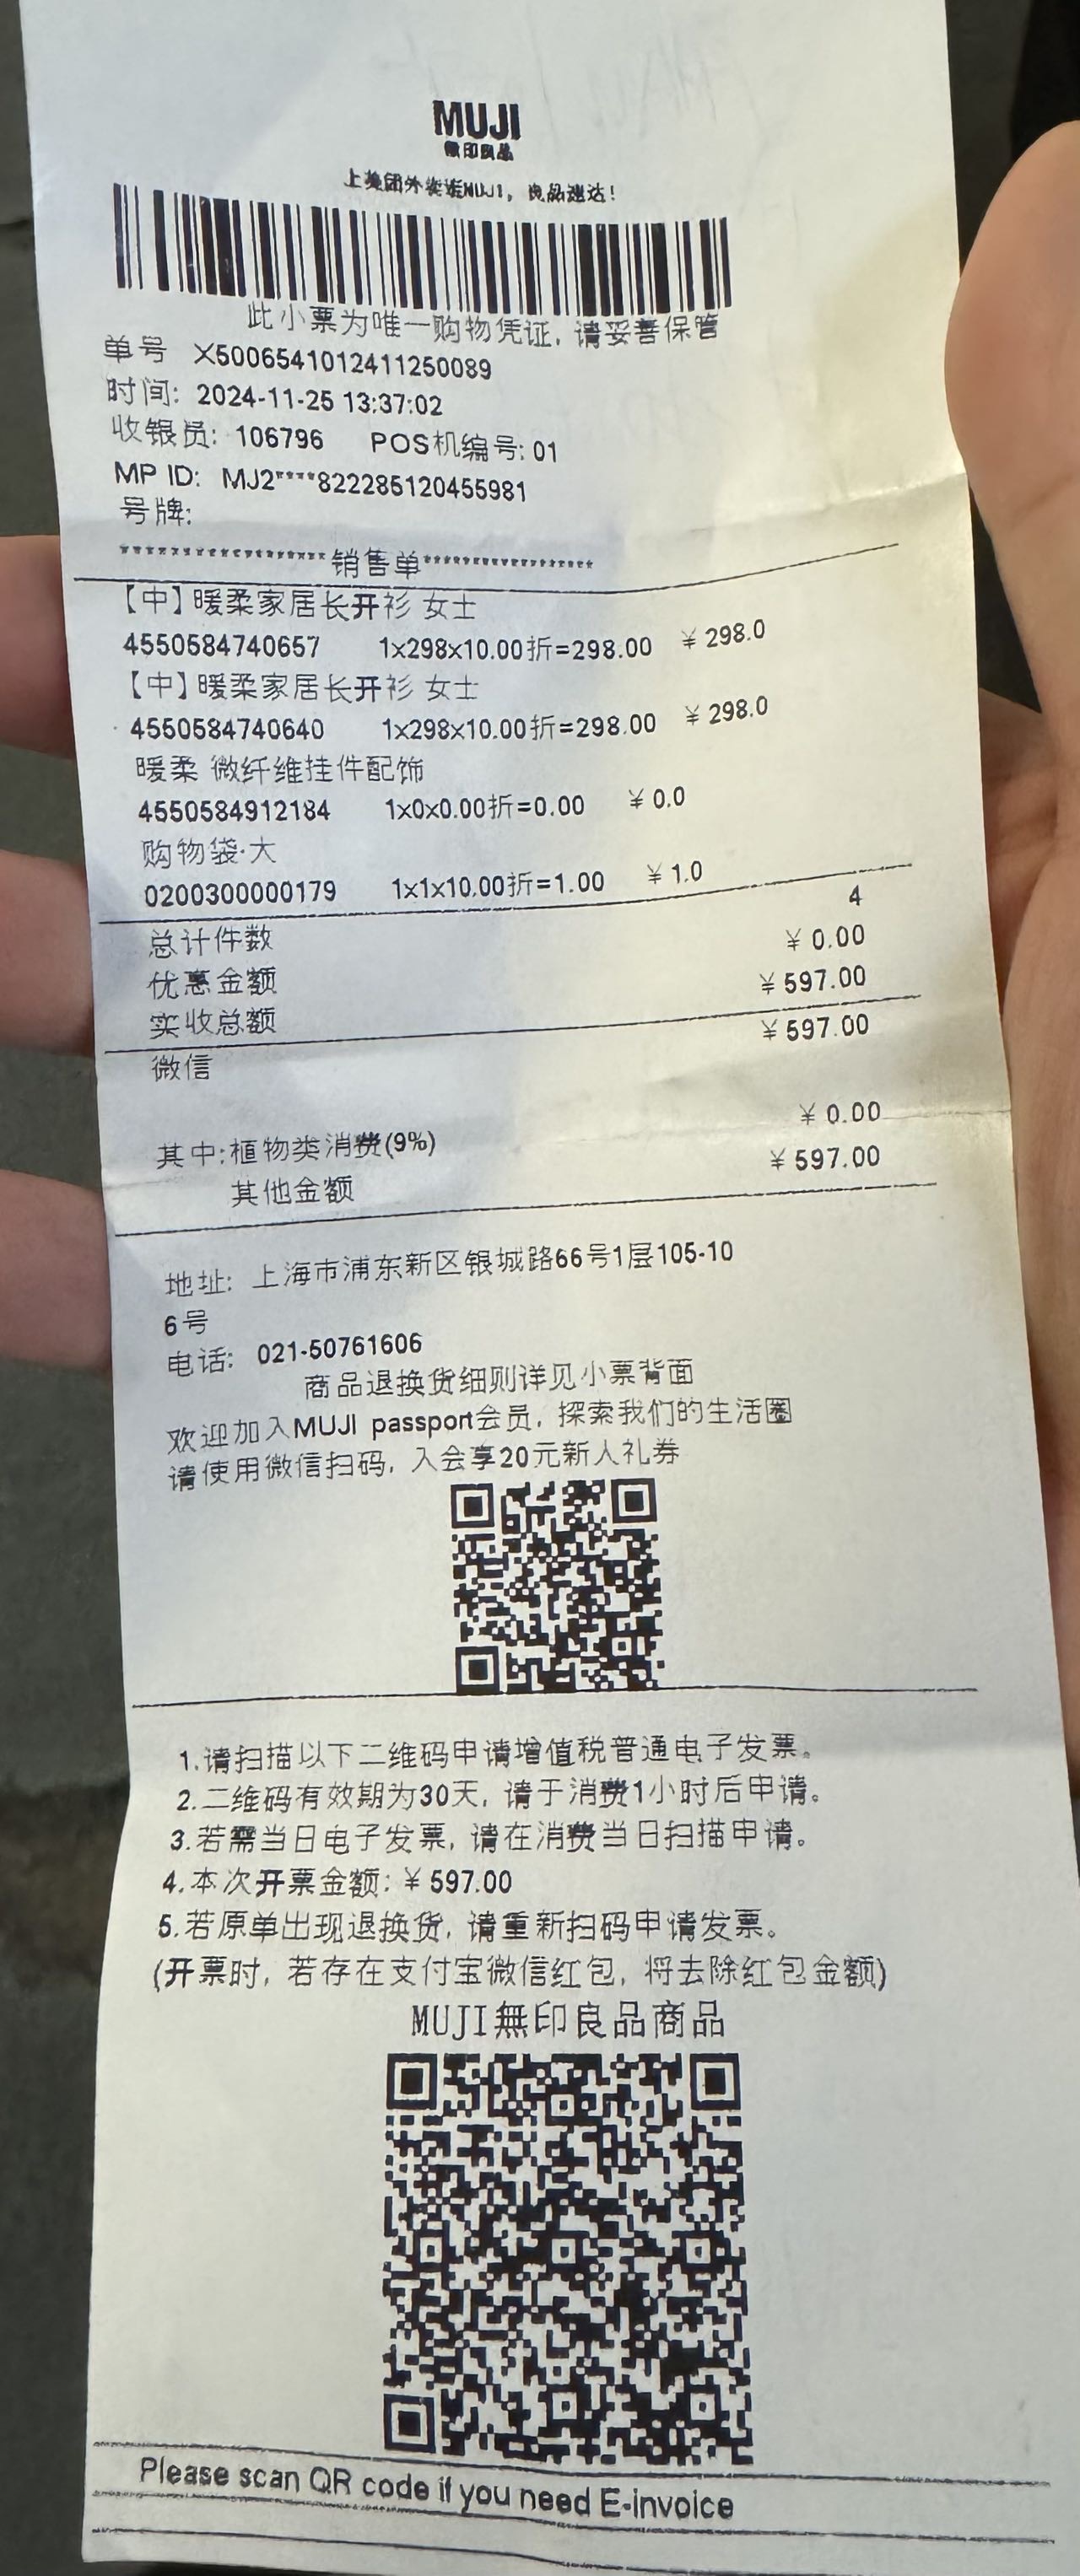 MUJI
無印良品
上美团外卖逛MUJI，良品速达！
此小票为唯一购物凭证，请妥善保管
单号 X5006541012411250089
时间: 2024-11-25 13:37:02
收银员: 106796 POS机编号: 01
MP ID: MJ2****822285120455981
号牌:
********************销售单********************
【中】暖柔家居长开衫 女士
4550584740657 1x298x10.00折=298.00 ￥298.0
【中】暖柔家居长开衫 女士
4550584740640 1x298x10.00折=298.00 ￥298.0
暖柔 微纤维挂件配饰
4550584912184 1x0x0.00折=0.00 ￥0.0
购物袋·大
0200300000179 1x1x10.00折=1.00 ￥1.0
总计件数 4
优惠金额 ￥0.00
实收总额 ￥597.00
微信 ￥597.00
其中:植物类消费(9%) ￥0.00
其他金额 ￥597.00
地址: 上海市浦东新区银城路66号1层105-10
6号
电话: 021-50761606
商品退换货细则详见小票背面
欢迎加入MUJI passport会员，探索我们的生活圈
请使用微信扫码，入会享20元新人礼券
1.请扫描以下二维码申请增值税普通电子发票。
2.二维码有效期为30天，请于消费1小时后申请。
3.若需当日电子发票，请在消费当日扫描申请。
4.本次开票金额: ￥597.00
5.若原单出现退换货，请重新扫码申请发票。
(开票时，若存在支付宝微信红包，将去除红包金额)
MUJI無印良品商品
Please scan QR code if you need E-invoice